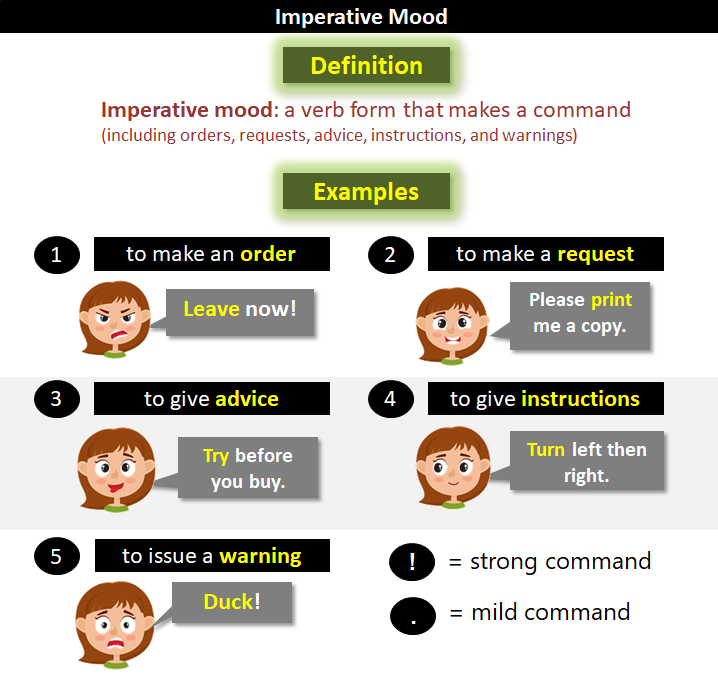 Imperative Mood
Definition
Imperative mood: a verb form that makes a command
(including orders, requests, advice, instructions, and warnings)
Examples
1
to make an order
Leave now!
2
to make a request
Please print
me a copy.
3
to give advice
Try before
you buy.
4
to give instructions
Turn left then
right.
5
to issue a warning
Duck!
! = strong command
. = mild command